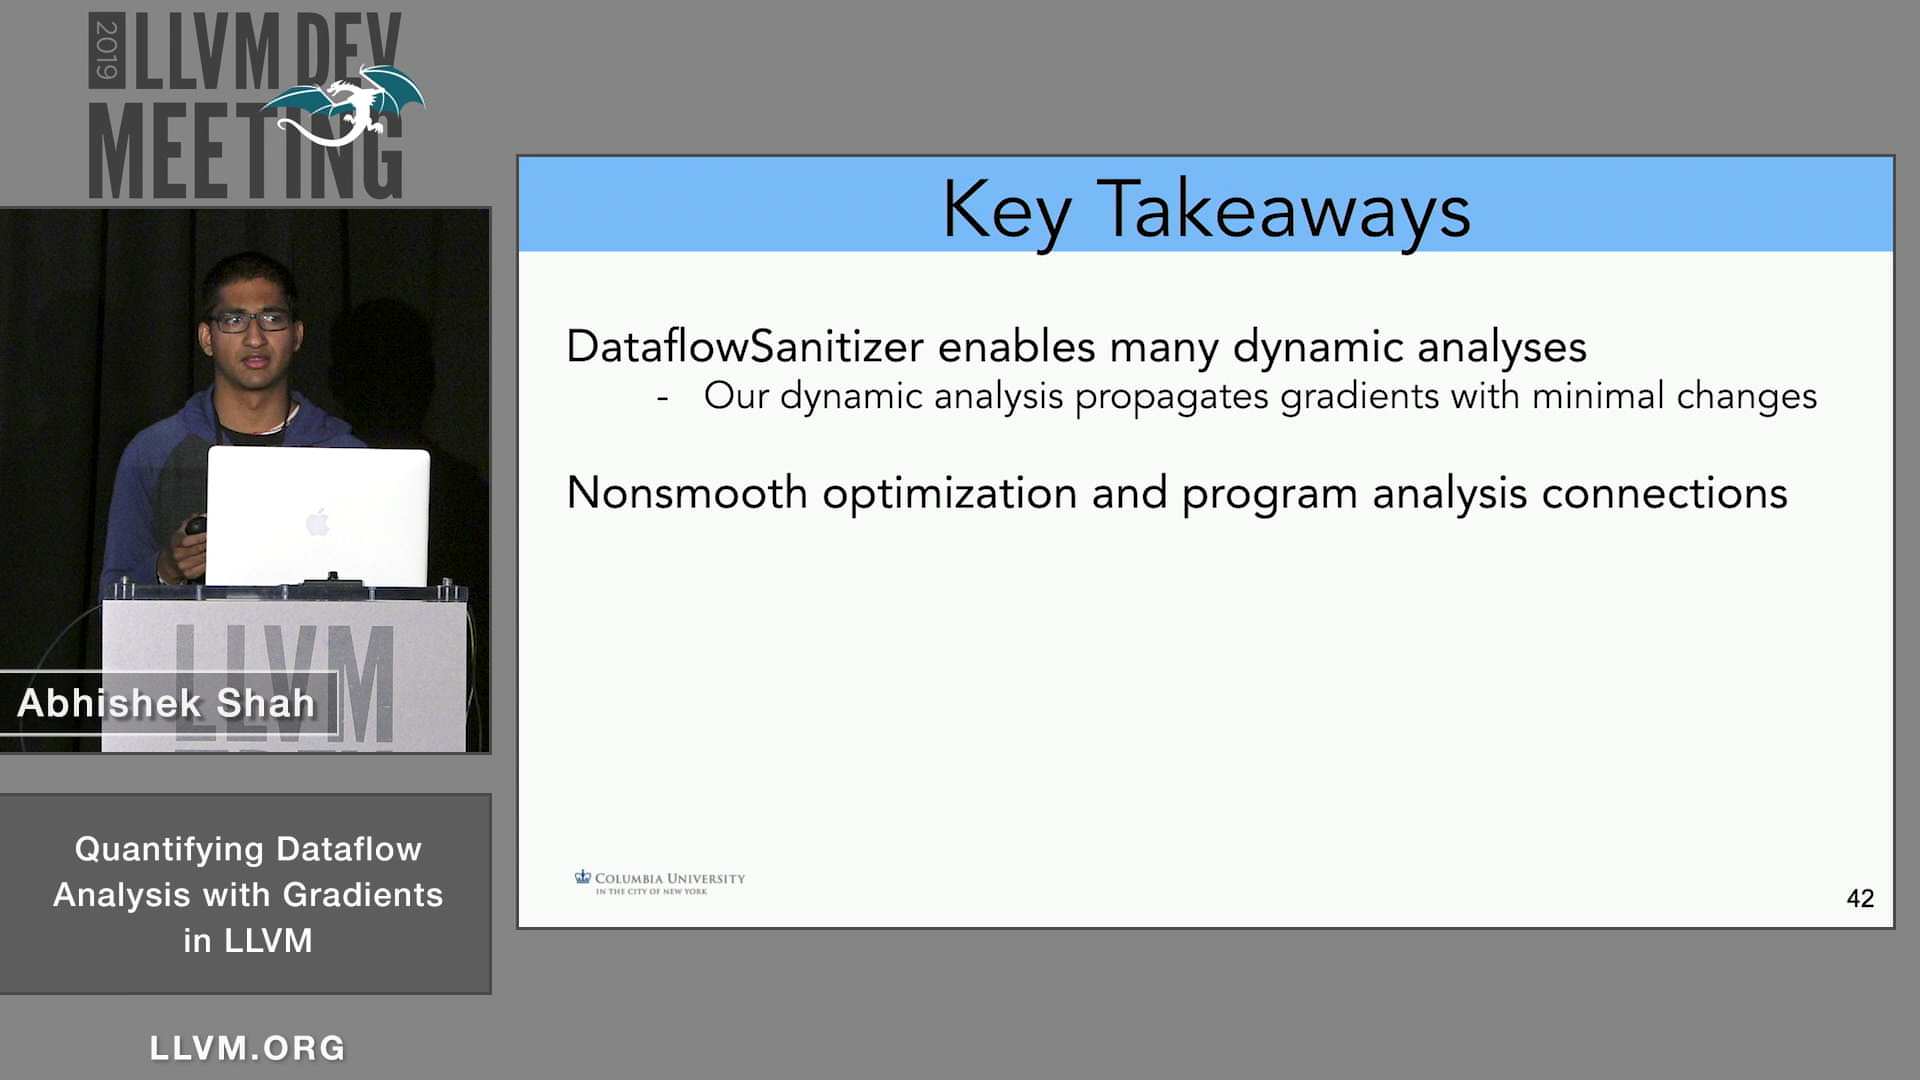 2019
LLVM DEV
MEETING
Key Takeaways
DataflowSanitizer enables many dynamic analyses
- Our dynamic analysis propagates gradients with minimal changes
Nonsmooth optimization and program analysis connections
COLUMBIA UNIVERSITY
IN THE CITY OF NEW YORK
42
LLVM
Abhishek Shah
Quantifying Dataflow
Analysis with Gradients
in LLVM
LLVM.ORG